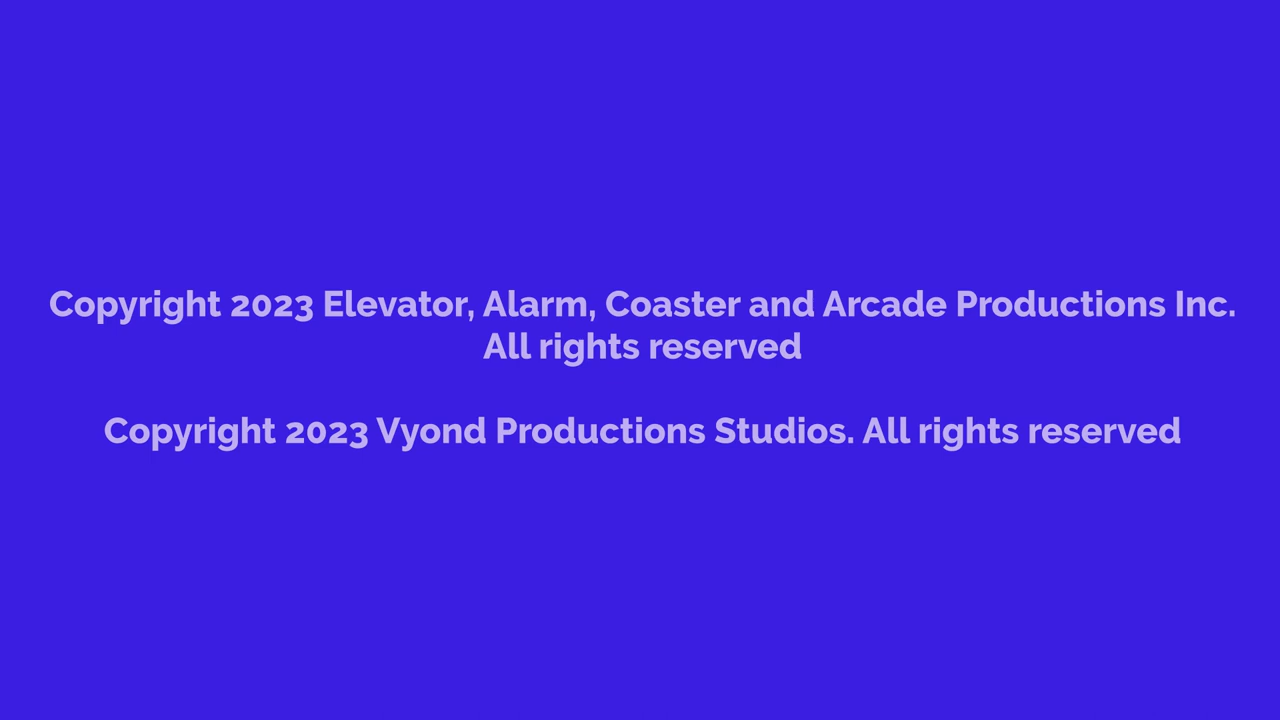 Copyright 2023 Elevator, Alarm, Coaster and Arcade Productions Inc.
All rights reserved
Copyright 2023 Vyond Productions Studios. All rights reserved